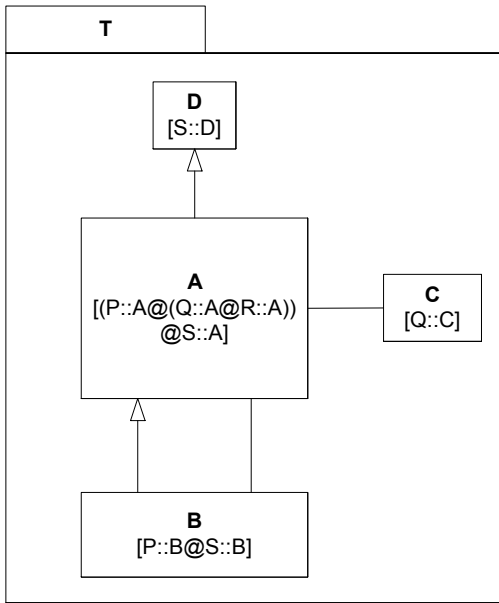 T
D
[S::D]
A
[(P::A@(Q::A@R::A))
@S::A]
C
[Q::C]
B
[P::B@S::B]